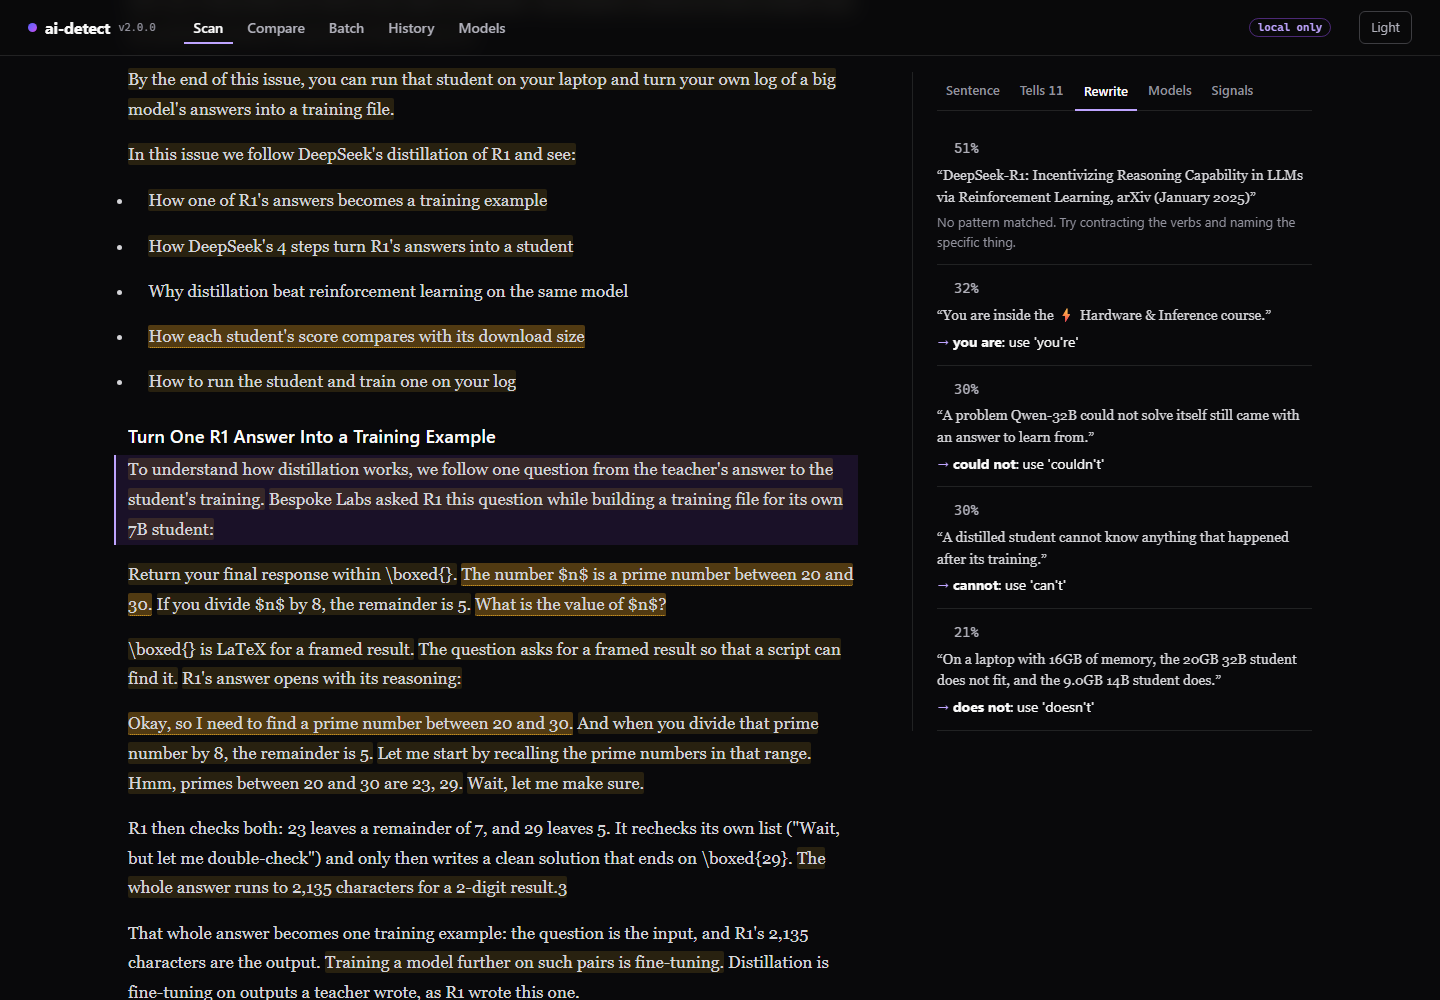 ai-detect v2.0.0 Scan Compare Batch History Models local only Light
By the end of this issue, you can run that student on your laptop and turn your own log of a big
model's answers into a training file.
In this issue we follow DeepSeek's distillation of R1 and see:
• How one of R1's answers becomes a training example
• How DeepSeek's 4 steps turn R1's answers into a student
• Why distillation beat reinforcement learning on the same model
• How each student's score compares with its download size
• How to run the student and train one on your log
Turn One R1 Answer Into a Training Example
To understand how distillation works, we follow one question from the teacher's answer to the
student's training. Bespoke Labs asked R1 this question while building a training file for its own
7B student:
Return your final response within \boxed{}. The number $n$ is a prime number between 20 and
30. If you divide $n$ by 8, the remainder is 5. What is the value of $n$?
\boxed{} is LaTeX for a framed result. The question asks for a framed result so that a script can
find it. R1's answer opens with its reasoning:
Okay, so I need to find a prime number between 20 and 30. And when you divide that prime
number by 8, the remainder is 5. Let me start by recalling the prime numbers in that range.
Hmm, primes between 20 and 30 are 23, 29. Wait, let me make sure.
R1 then checks both: 23 leaves a remainder of 7, and 29 leaves 5. It rechecks its own list ("Wait,
but let me double-check") and only then writes a clean solution that ends on \boxed{29}. The
whole answer runs to 2,135 characters for a 2-digit result.3
That whole answer becomes one training example: the question is the input, and R1's 2,135
characters are the output. Training a model further on such pairs is fine-tuning. Distillation is
fine-tuning on outputs a teacher wrote, as R1 wrote this one.
Sentence Tells 11 Rewrite Models Signals
51%
“DeepSeek-R1: Incentivizing Reasoning Capability in LLMs
via Reinforcement Learning, arXiv (January 2025)”
No pattern matched. Try contracting the verbs and naming the
specific thing.
32%
“You are inside the ⚡ Hardware & Inference course.”
→ you are: use 'you're'
30%
“A problem Qwen-32B could not solve itself still came with
an answer to learn from.”
→ could not: use 'couldn't'
30%
“A distilled student cannot know anything that happened
after its training.”
→ cannot: use 'can't'
21%
“On a laptop with 16GB of memory, the 20GB 32B student
does not fit, and the 9.0GB 14B student does.”
→ does not: use 'doesn't'